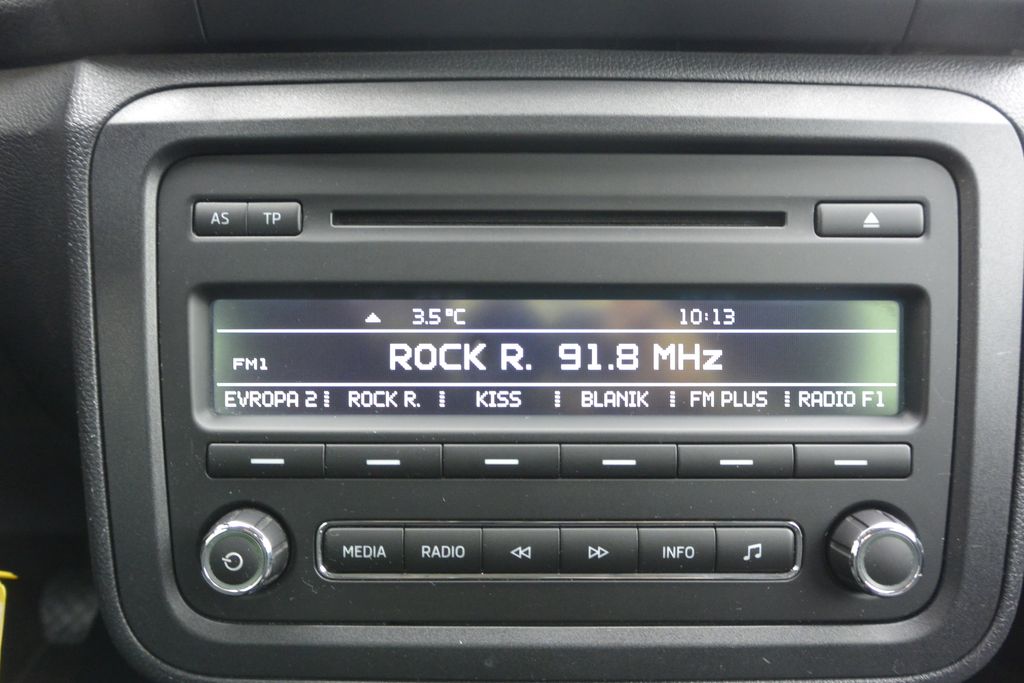 AS TP
3.5°C 10:13
FM1 ROCK R. 91.8 MHz
EVROPA 2 ROCK R. KISS BLANIK FM PLUS RADIO F1
MEDIA RADIO INFO